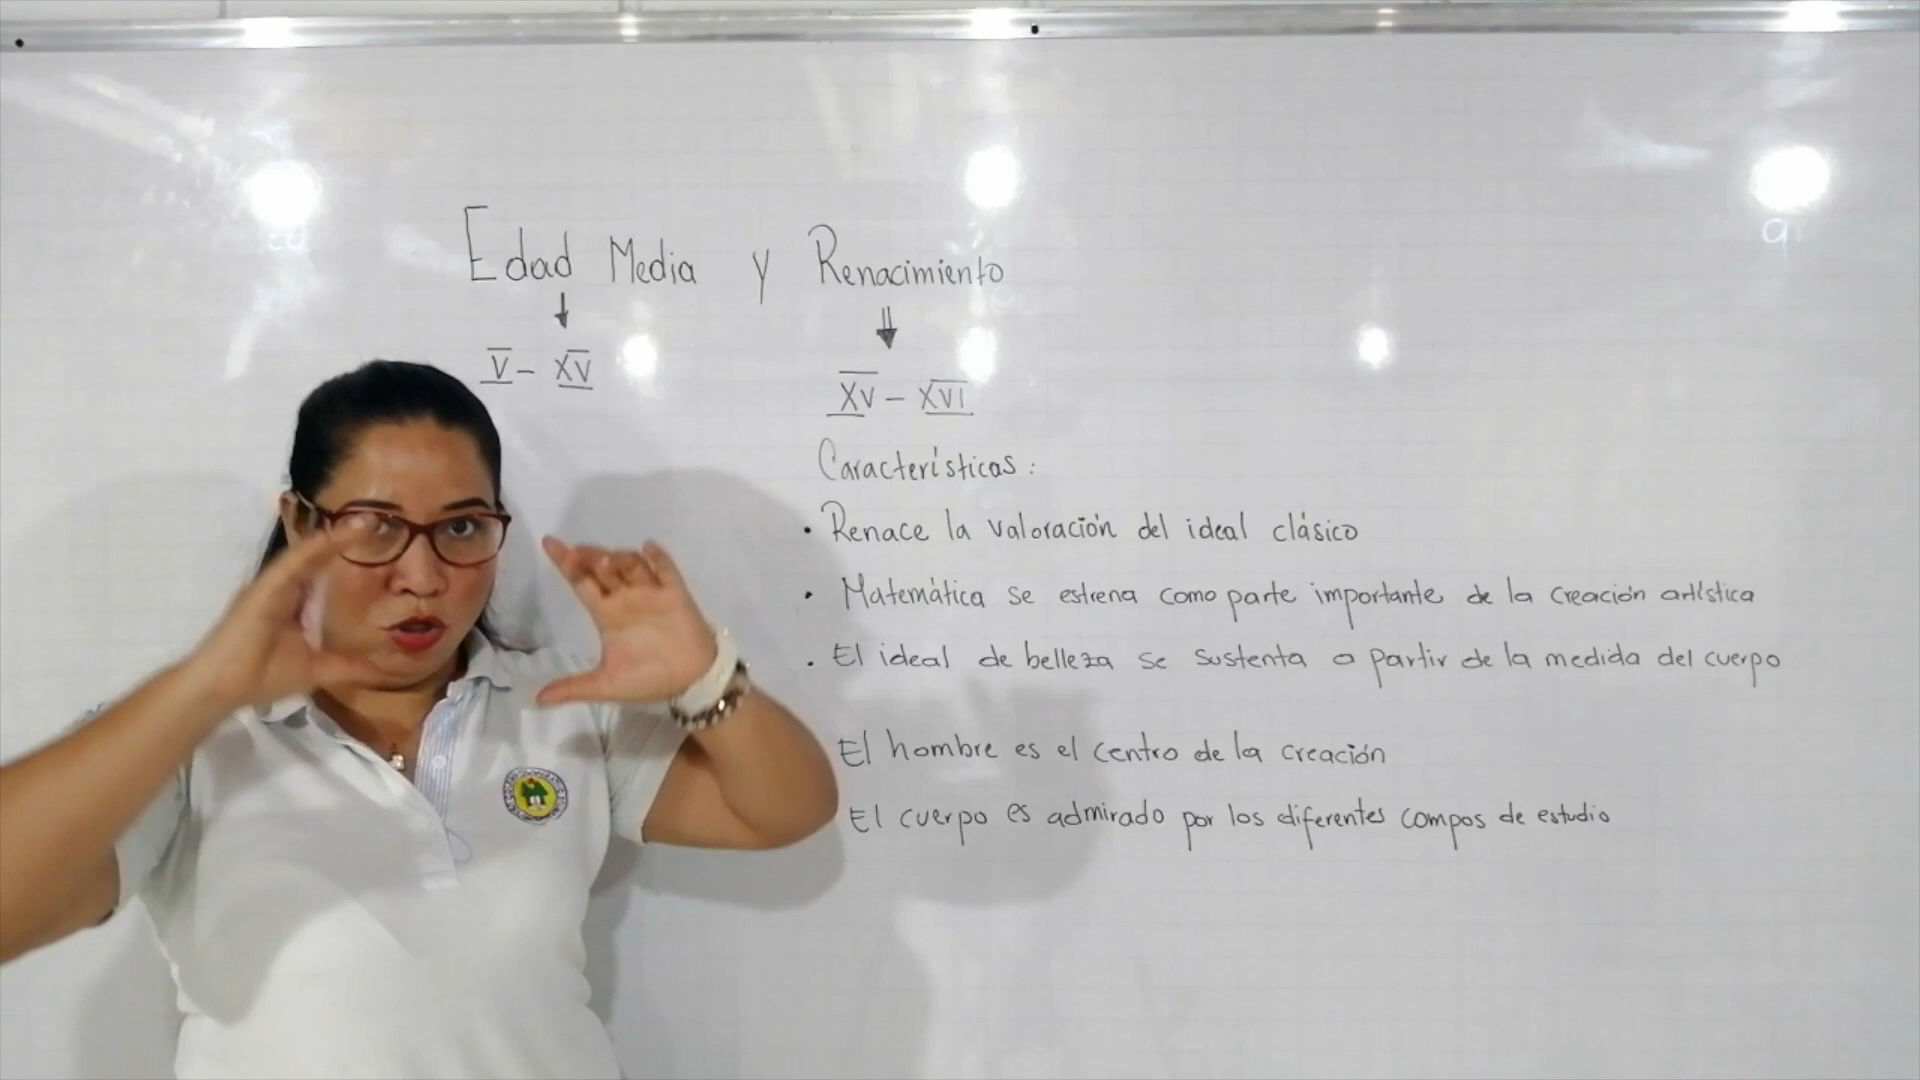 Edad Media y Renacimiento
V - XV
XV - XVI
Características:
• Renace la valoración del ideal clásico
• Matemática se estrena como parte importante de la creación artística
• El ideal de belleza se sustenta a partir de la medida del cuerpo
El hombre es el centro de la creación
El cuerpo es admirado por los diferentes campos de estudio